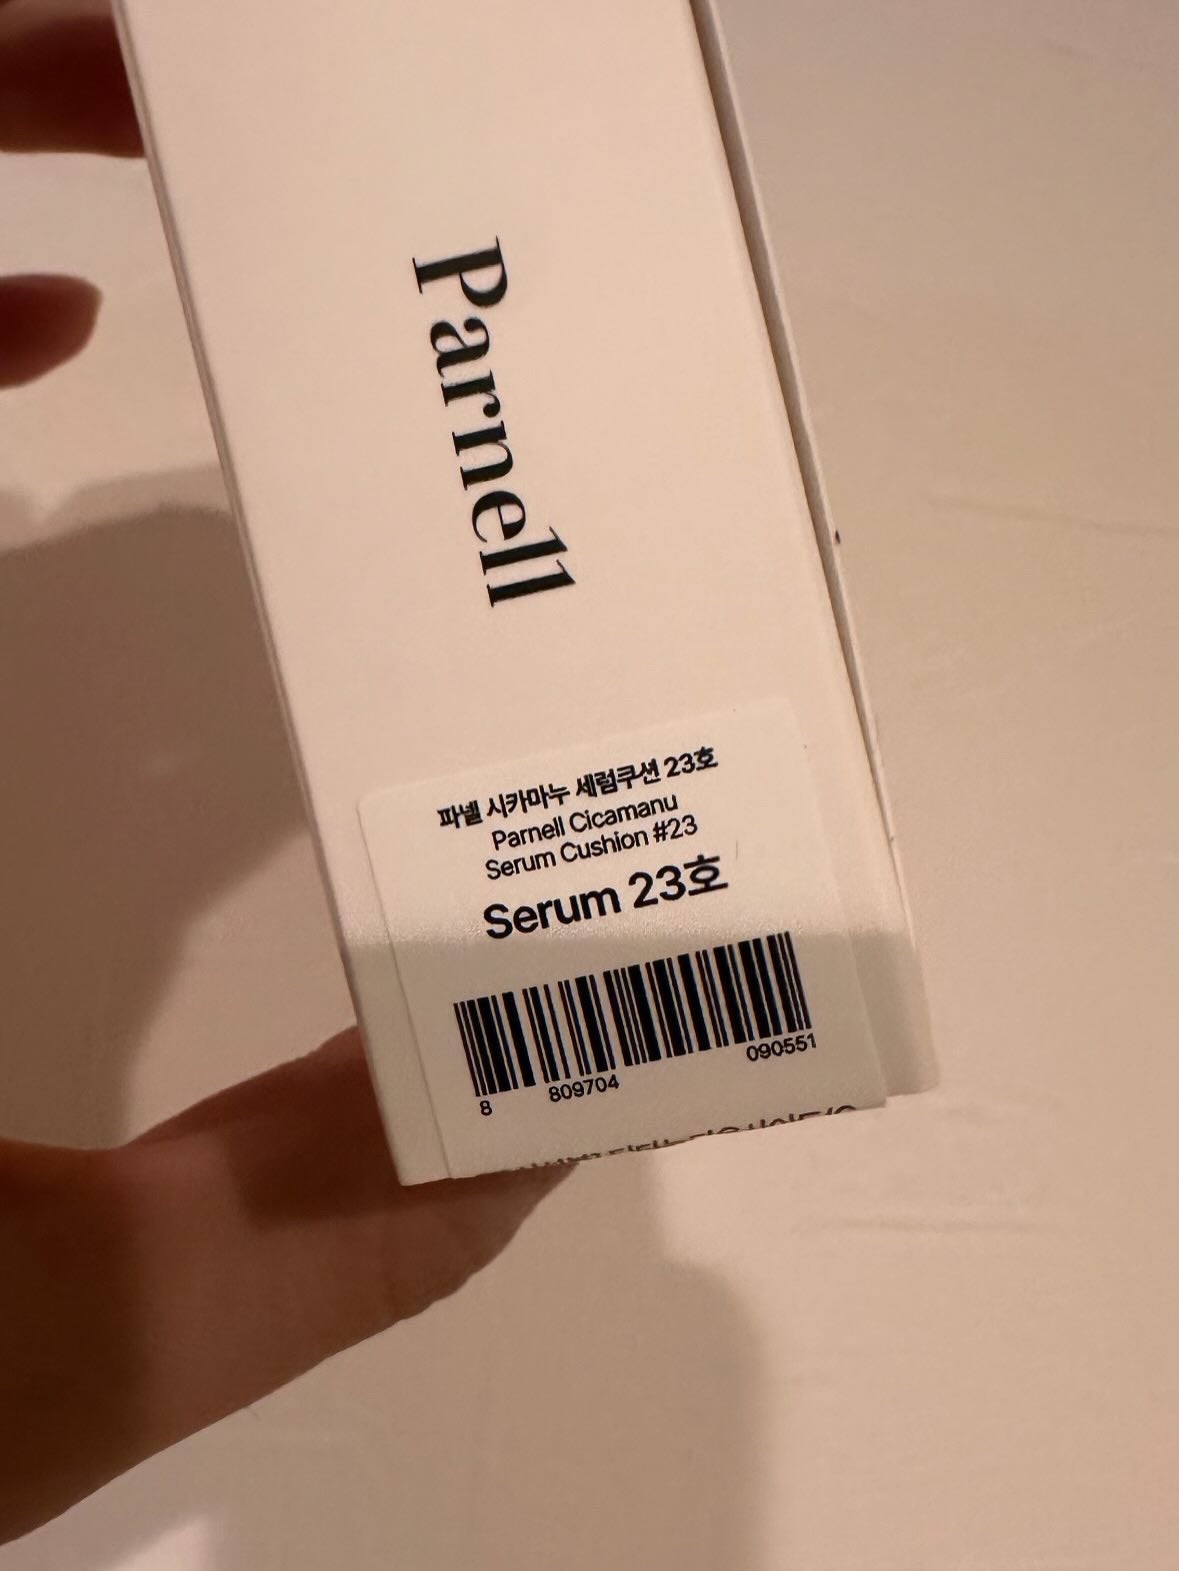 Parnell
파넬 시카마누 세럼쿠션 23호
Parnell Cicamanu
Serum Cushion #23
Serum 23호
8 809704 090551